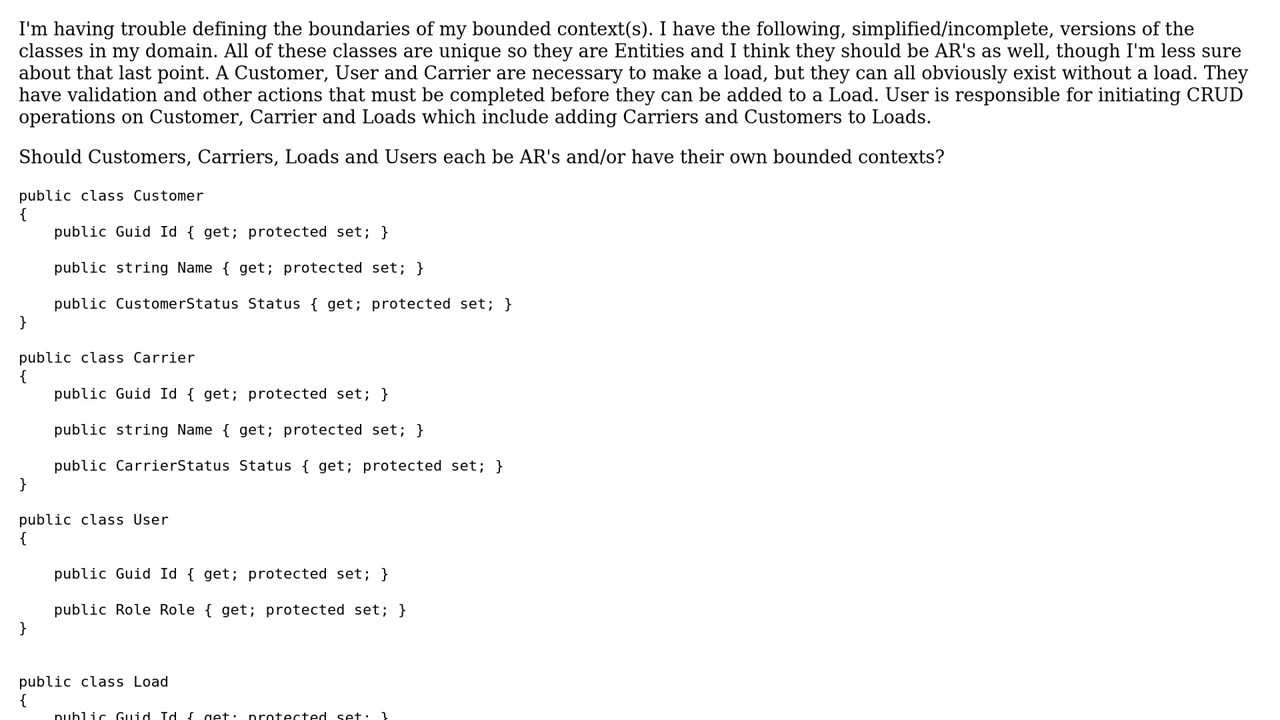 I'm having trouble defining the boundaries of my bounded context(s). I have the following, simplified/incomplete, versions of the
classes in my domain. All of these classes are unique so they are Entities and I think they should be AR's as well, though I'm less sure
about that last point. A Customer, User and Carrier are necessary to make a load, but they can all obviously exist without a load. They
have validation and other actions that must be completed before they can be added to a Load. User is responsible for initiating CRUD
operations on Customer, Carrier and Loads which include adding Carriers and Customers to Loads.
Should Customers, Carriers, Loads and Users each be AR's and/or have their own bounded contexts?
public class Customer
{
    public Guid Id { get; protected set; }
    public string Name { get; protected set; }
    public CustomerStatus Status { get; protected set; }
}
public class Carrier
{
    public Guid Id { get; protected set; }
    public string Name { get; protected set; }
    public CarrierStatus Status { get; protected set; }
}
public class User
{
    public Guid Id { get; protected set; }
    public Role Role { get; protected set; }
}
public class Load
{
    public Guid Id { get; protected set; }